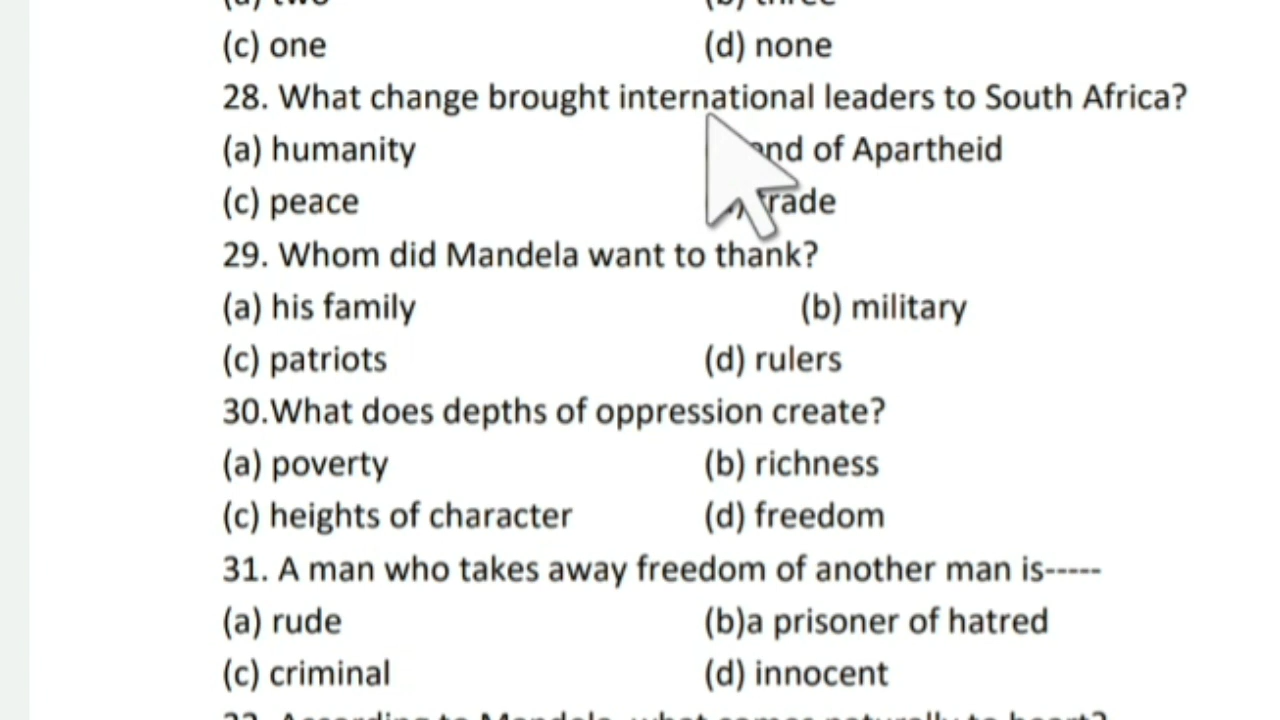 (c) one (d) none
28. What change brought international leaders to South Africa?
(a) humanity of Apartheid
(c) peace
29. Whom did Mandela want to thank?
(a) his family (b) military
(c) patriots (d) rulers
30.What does depths of oppression create?
(a) poverty (b) richness
(c) heights of character (d) freedom
31. A man who takes away freedom of another man is-----
(a) rude (b)a prisoner of hatred
(c) criminal (d) innocent